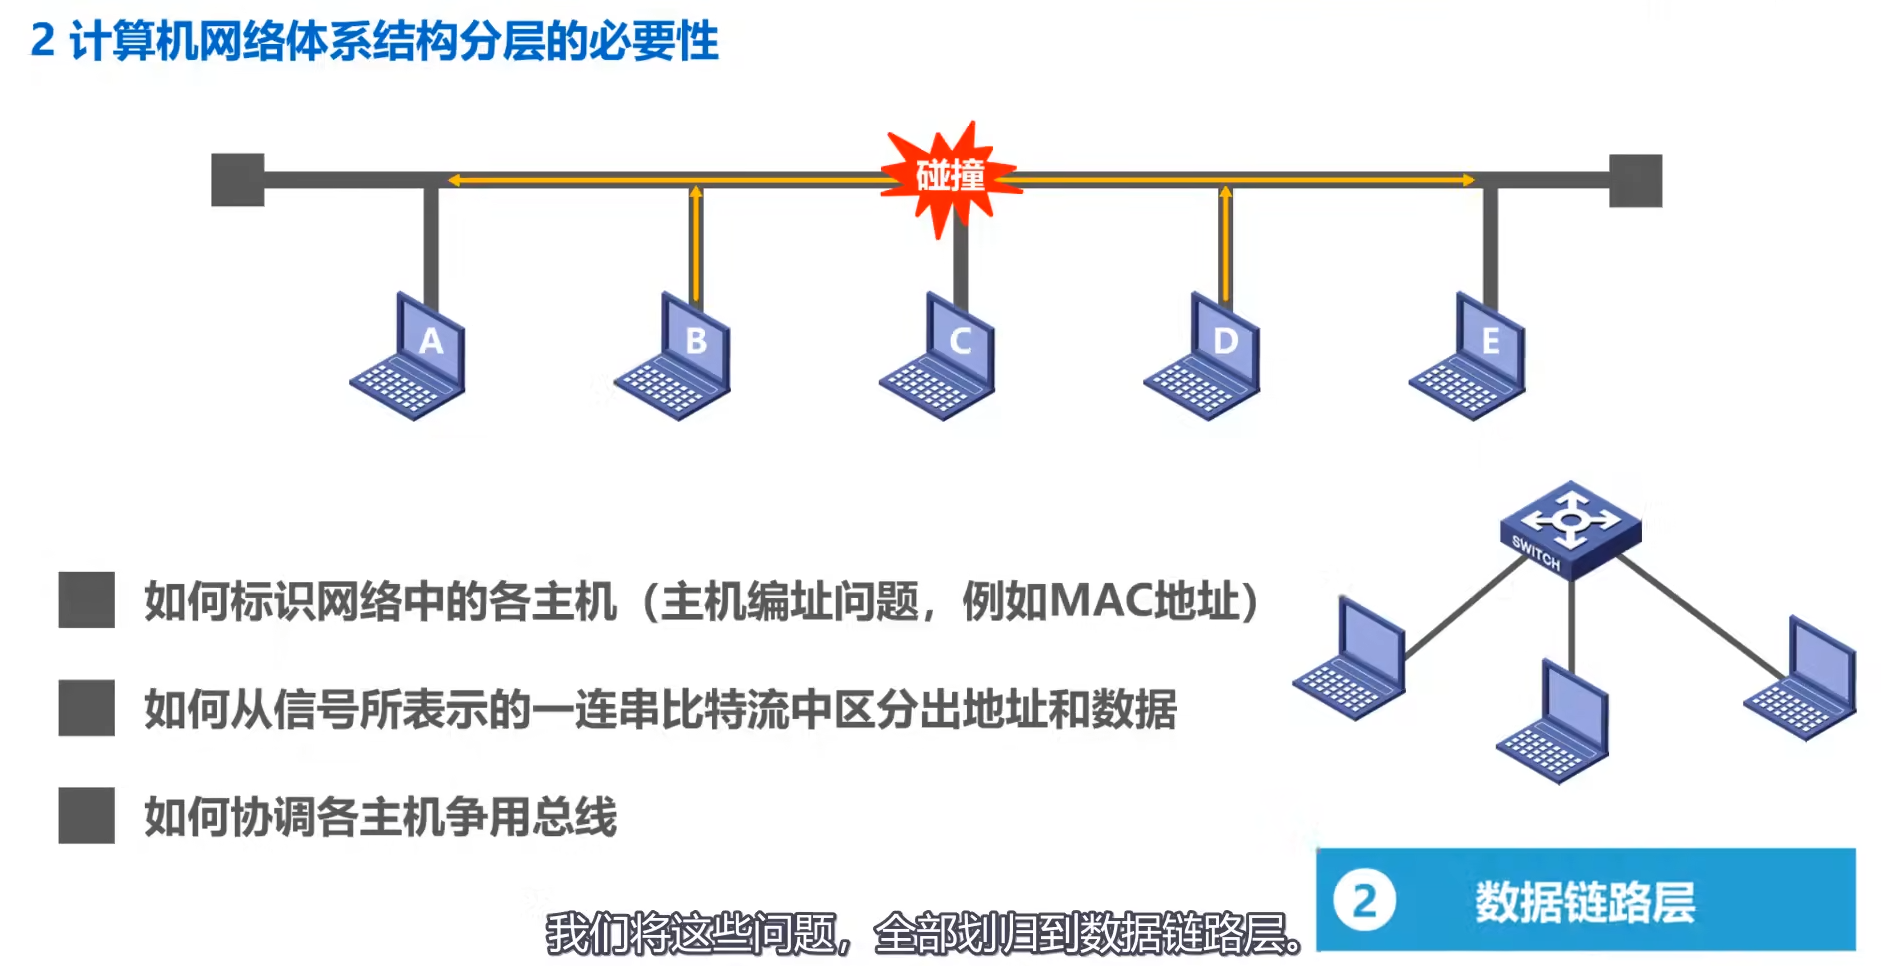 2 计算机网络体系结构分层的必要性
碰撞
A
B
C
D
E
SWITCH
如何标识网络中的各主机（主机编址问题，例如MAC地址）
如何从信号所表示的一连串比特流中区分出地址和数据
如何协调各主机争用总线
2 数据链路层
我们将这些问题，全部划归到数据链路层。